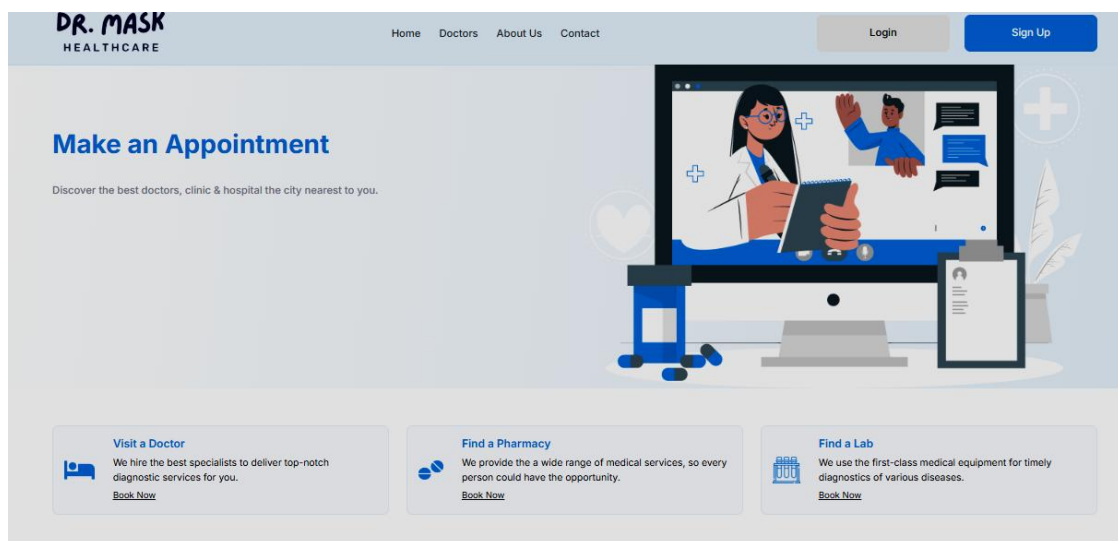 DR. MASK
HEALTHCARE
Home Doctors About Us Contact
Login
Sign Up
Make an Appointment
Discover the best doctors, clinic & hospital the city nearest to you.
Visit a Doctor
We hire the best specialists to deliver top-notch
diagnostic services for you.
Book Now
Find a Pharmacy
We provide the a wide range of medical services, so every
person could have the opportunity.
Book Now
Find a Lab
We use the first-class medical equipment for timely
diagnostics of various diseases.
Book Now